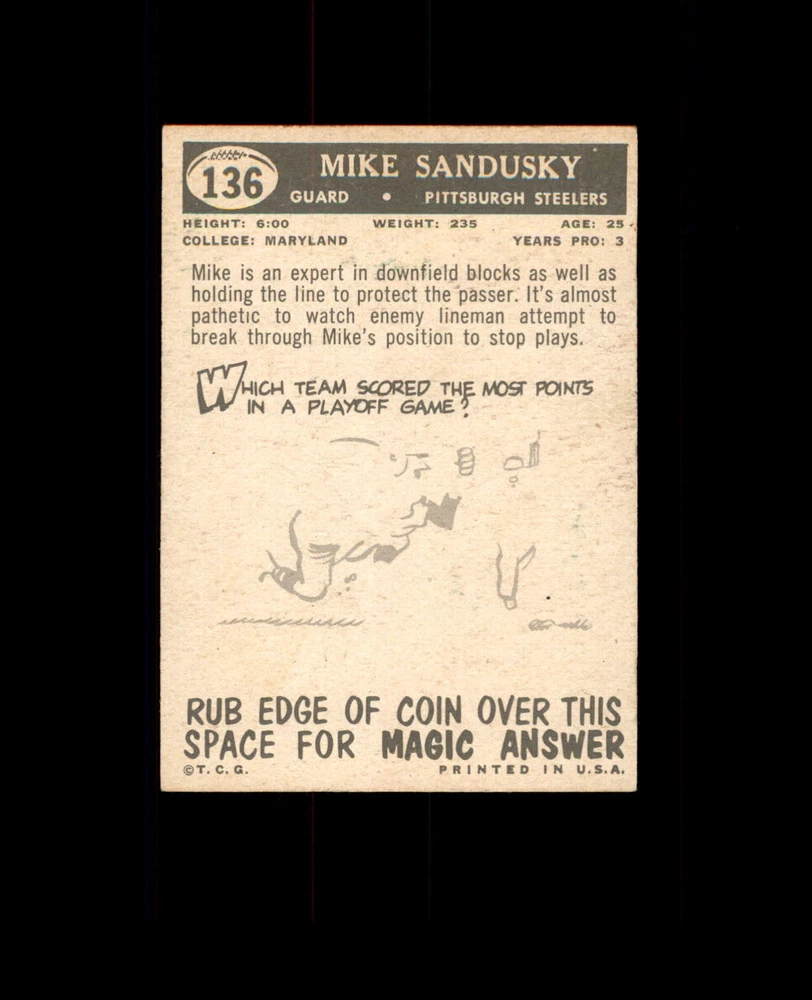 136
MIKE SANDUSKY
GUARD • PITTSBURGH STEELERS
HEIGHT: 6:00 WEIGHT: 235 AGE: 25
COLLEGE: MARYLAND YEARS PRO: 3
Mike is an expert in downfield blocks as well as
holding the line to protect the passer. It's almost
pathetic to watch enemy lineman attempt to
break through Mike's position to stop plays.
WHICH TEAM SCORED THE MOST POINTS
IN A PLAYOFF GAME?
RUB EDGE OF COIN OVER THIS
SPACE FOR MAGIC ANSWER
©T.C.G. PRINTED IN U.S.A.